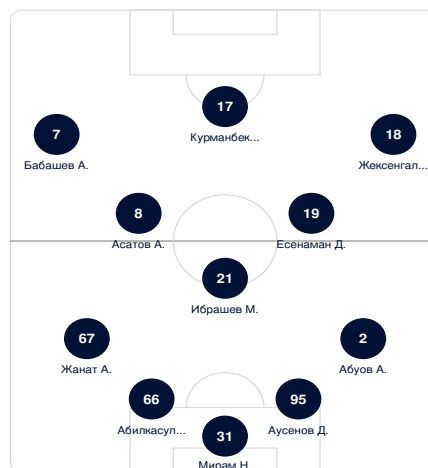 17
Курманбек...
7
Бабашев А.
18
Жексенгал...
8
Асатов А.
19
Есенаман Д.
21
Ибрашев М.
67
Жанат А.
2
Абуов А.
66
Абилкасул...
95
Аусенов Д.
31
Мирам Н.